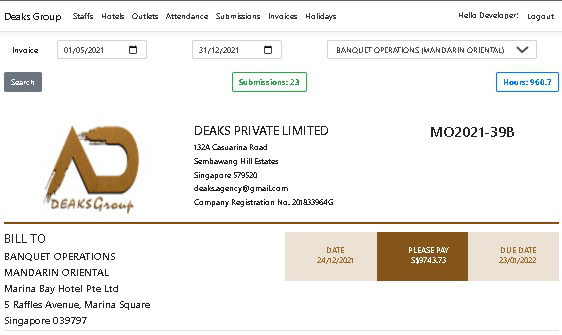 Deaks Group Staffs Hotels Outlets Attendance Submissions Invoices Holidays Hello Developer! Logout
Invoice 01/05/2021 31/12/2021 BANQUET OPERATIONS (MANDARIN ORIENTAL)
Search Submissions: 23 Hours: 960.7
AD
DEAKSGroup
DEAKS PRIVATE LIMITED
132A Casuarina Road
Sembawang Hill Estates
Singapore 579520
deaks.agency@gmail.com
Company Registration No. 201833964G
MO2021-39B
BILL TO
BANQUET OPERATIONS
MANDARIN ORIENTAL
Marina Bay Hotel Pte Ltd
5 Raffles Avenue, Marina Square
Singapore 039797
DATE
24/12/2021
PLEASE PAY
S$9743.73
DUE DATE
23/01/2022